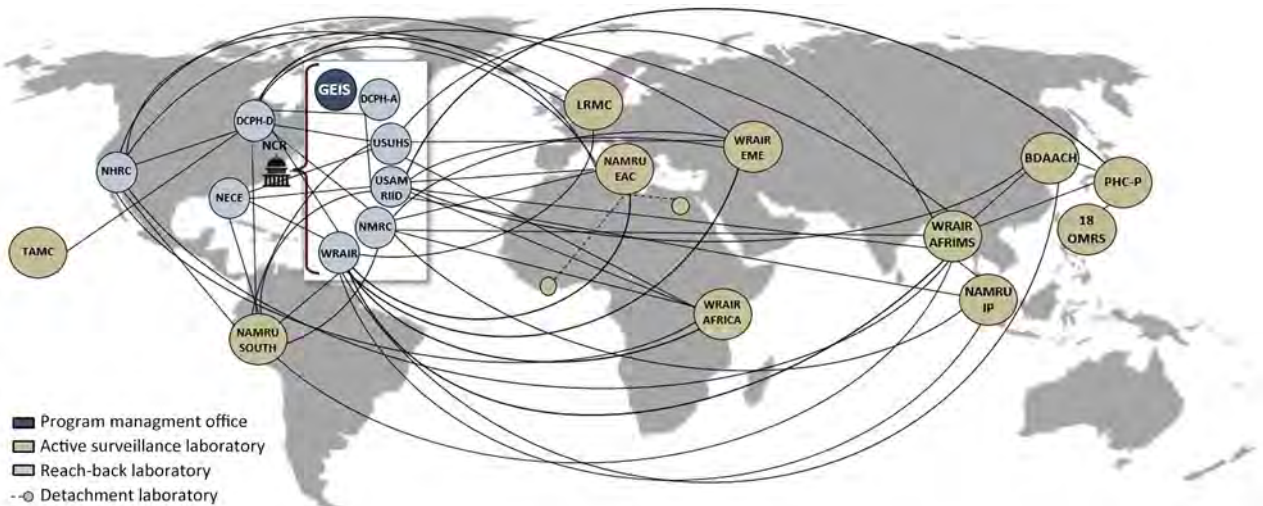 GEIS
DCPH-A
DCPH-D
NCR
USUHS
NHRC
NECE
USAM
RIID
NMRC
WRAIR
TAMC
NAMRU
SOUTH
LRMC
NAMRU
EAC
WRAIR
EME
WRAIR
AFRICA
BDAACH
PHC-P
18
OMRS
WRAIR
AFRIMS
NAMRU
IP
Program managment office
Active surveillance laboratory
Reach-back laboratory
Detachment laboratory